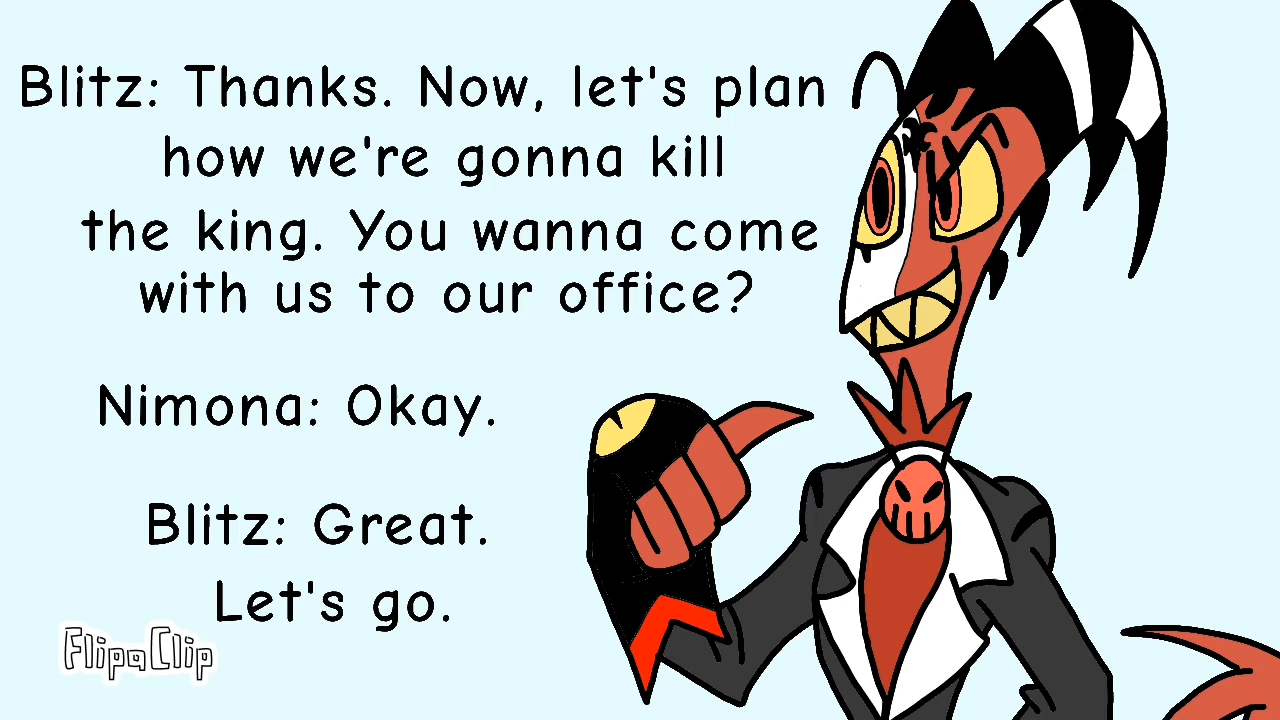 Blitz: Thanks. Now, let's plan
how we're gonna kill
the king. You wanna come
with us to our office?
Nimona: Okay.
Blitz: Great.
Let's go.
FlipaClip